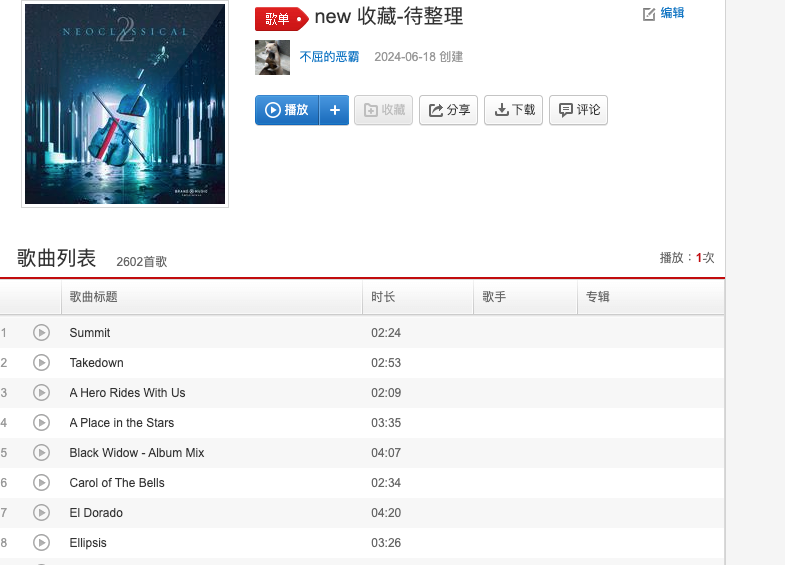 NEOCLASSICAL
2
歌单 new 收藏-待整理
编辑
不屈的恶霸 2024-06-18 创建
播放 + 收藏 分享 下载 评论
歌曲列表 2602首歌 播放：1次
歌曲标题 时长 歌手 专辑
1 Summit 02:24
2 Takedown 02:53
3 A Hero Rides With Us 02:09
4 A Place in the Stars 03:35
5 Black Widow - Album Mix 04:07
6 Carol of The Bells 02:34
7 El Dorado 04:20
8 Ellipsis 03:26